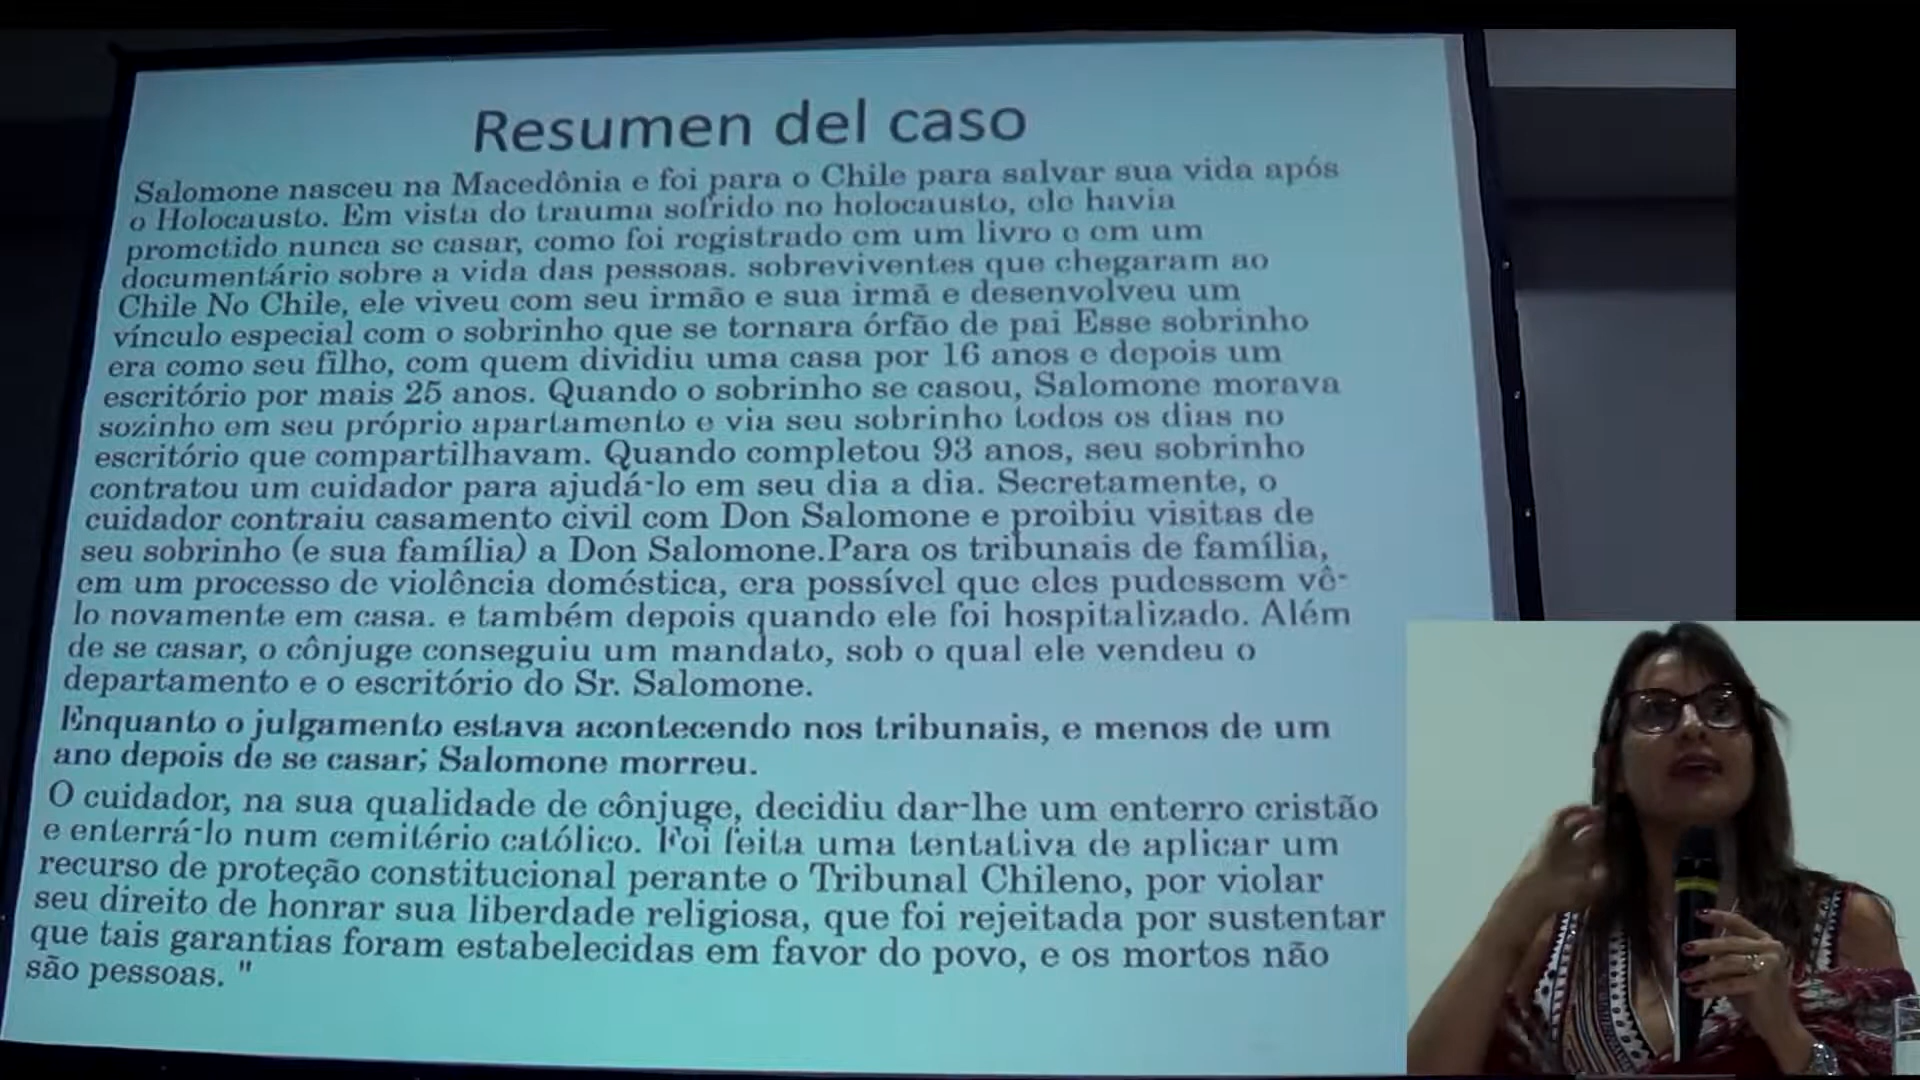 Resumen del caso
Salomone nasceu na Macedônia e foi para o Chile para salvar sua vida após
o Holocausto. Em vista do trauma sofrido no holocausto, ele havia
prometido nunca se casar, como foi registrado em um livro e em um
documentário sobre a vida das pessoas. sobreviventes que chegaram ao
Chile No Chile, ele viveu com seu irmão e sua irmã e desenvolveu um
vínculo especial com o sobrinho que se tornara órfão de pai Esse sobrinho
era como seu filho, com quem dividiu uma casa por 16 anos e depois um
escritório por mais 25 anos. Quando o sobrinho se casou, Salomone morava
sozinho em seu próprio apartamento e via seu sobrinho todos os dias no
escritório que compartilhavam. Quando completou 93 anos, seu sobrinho
contratou um cuidador para ajudá-lo em seu dia a dia. Secretamente, o
cuidador contraiu casamento civil com Don Salomone e proibiu visitas de
seu sobrinho (e sua família) a Don Salomone.Para os tribunais de família,
em um processo de violência doméstica, era possível que eles pudessem vê-
lo novamente em casa. e também depois quando ele foi hospitalizado. Além
de se casar, o cônjuge conseguiu um mandato, sob o qual ele vendeu o
departamento e o escritório do Sr. Salomone.
Enquanto o julgamento estava acontecendo nos tribunais, e menos de um
ano depois de se casar; Salomone morreu.
O cuidador, na sua qualidade de cônjuge, decidiu dar-lhe um enterro cristão
e enterrá-lo num cemitério católico. Foi feita uma tentativa de aplicar um
recurso de proteção constitucional perante o Tribunal Chileno, por violar
seu direito de honrar sua liberdade religiosa, que foi rejeitada por sustentar
que tais garantias foram estabelecidas em favor do povo, e os mortos não
são pessoas. "